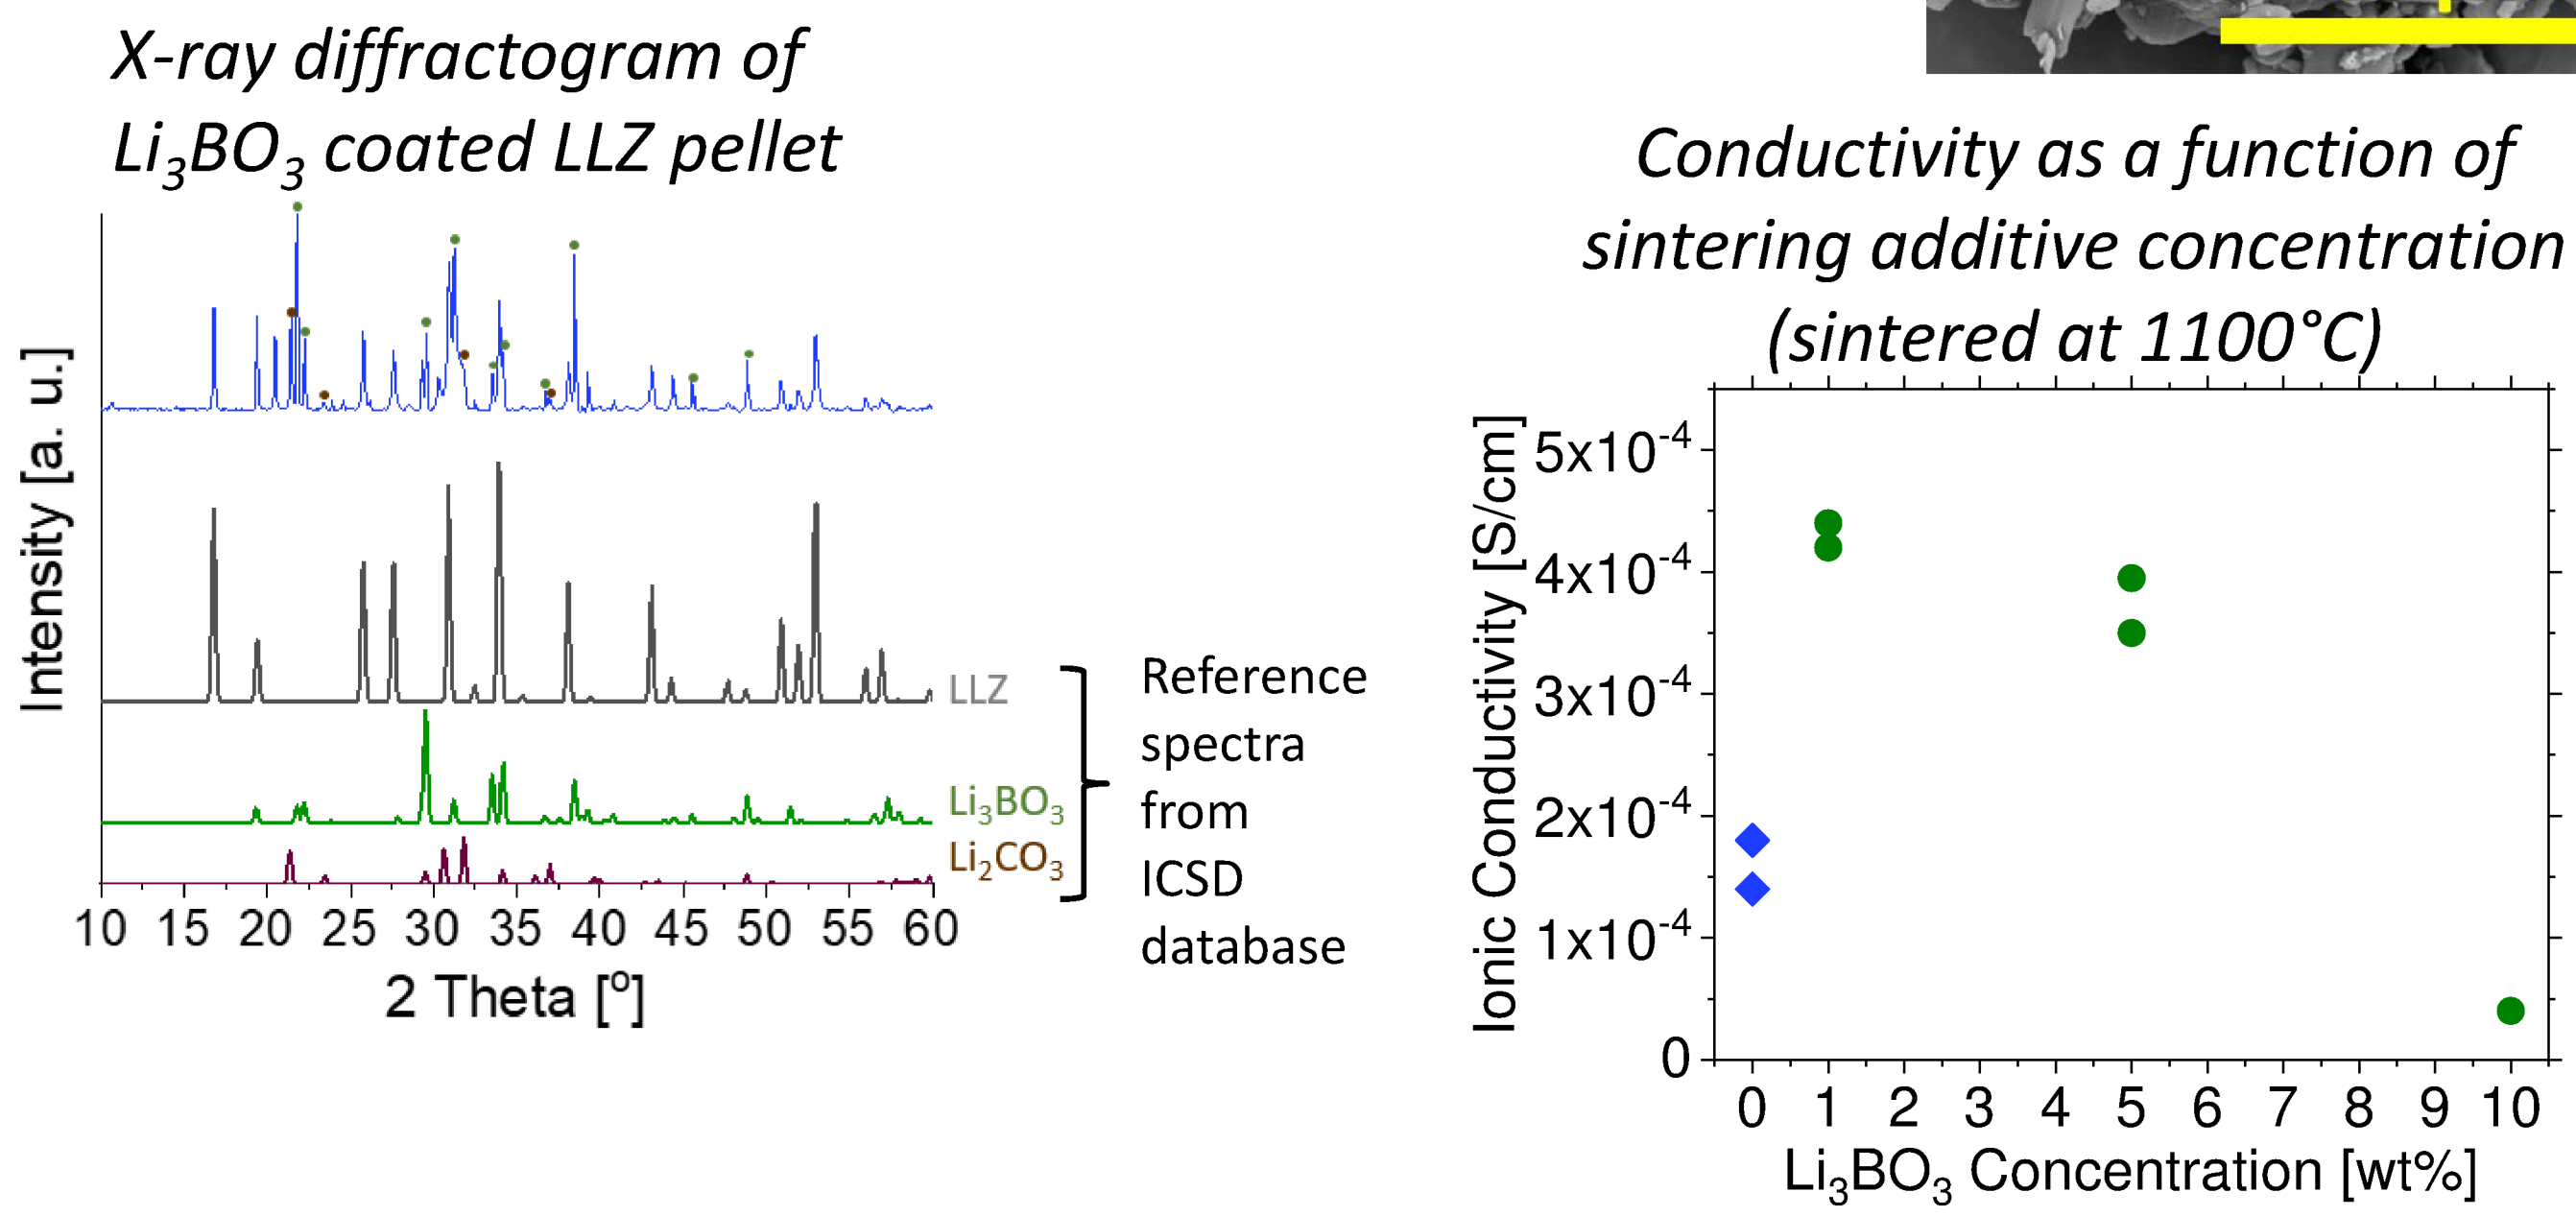 X-ray diffractogram of
Li₃BO₃ coated LLZ pellet
Intensity [a. u.]
LLZ
Li₃BO₃
Li₂CO₃
10 15 20 25 30 35 40 45 50 55 60
2 Theta [º]
Reference
spectra
from
ICSD
database
Conductivity as a function of
sintering additive concentration
(sintered at 1100°C)
Ionic Conductivity [S/cm]
5x10⁻⁴
4x10⁻⁴
3x10⁻⁴
2x10⁻⁴
1x10⁻⁴
0
0 1 2 3 4 5 6 7 8 9 10
Li₃BO₃ Concentration [wt%]